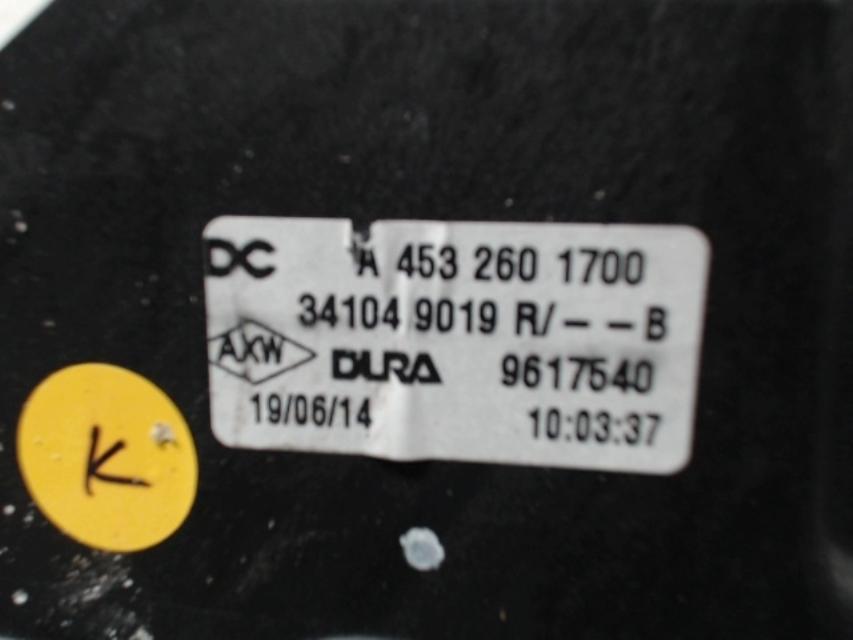 DC A 453 260 1700
34104 9019 R/--B
AXW DURA 9617540
19/06/14 10:03:37
K